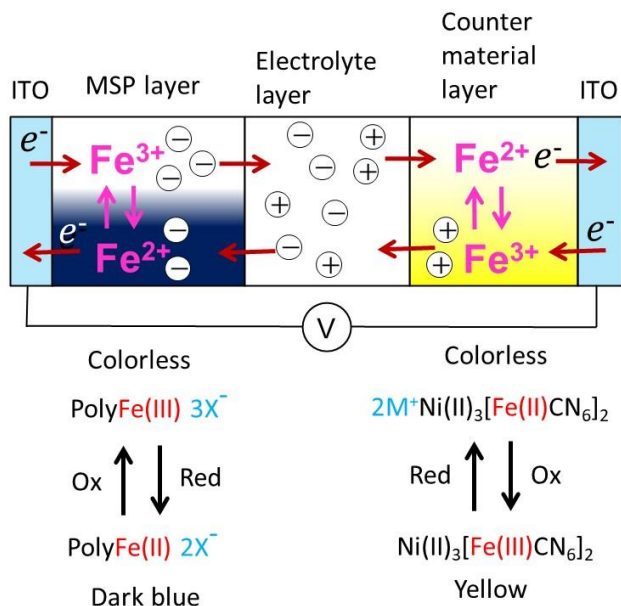 ITO
MSP layer
Electrolyte
layer
Counter
material
layer
ITO
e⁻
Fe³⁺
− − −
− + − + + − − +
Fe²⁺
e⁻
e⁻
Fe²⁺
− −
+ +
Fe³⁺
e⁻
V
Colorless
PolyFe(III) 3X⁻
Ox
Red
PolyFe(II) 2X⁻
Dark blue
Colorless
2M⁺Ni(II)₃[Fe(II)CN₆]₂
Red
Ox
Ni(II)₃[Fe(III)CN₆]₂
Yellow